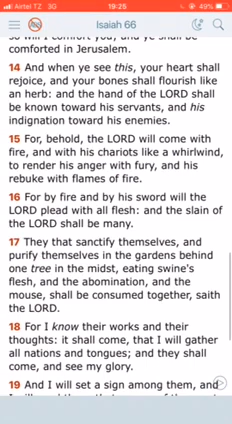 Airtel TZ 3G 19:25 49%
Isaiah 66
so will I comfort you; and ye shall be
comforted in Jerusalem.
14 And when ye see this, your heart shall
rejoice, and your bones shall flourish like
an herb: and the hand of the LORD shall
be known toward his servants, and his
indignation toward his enemies.
15 For, behold, the LORD will come with
fire, and with his chariots like a whirlwind,
to render his anger with fury, and his
rebuke with flames of fire.
16 For by fire and by his sword will the
LORD plead with all flesh: and the slain of
the LORD shall be many.
17 They that sanctify themselves, and
purify themselves in the gardens behind
one tree in the midst, eating swine's
flesh, and the abomination, and the
mouse, shall be consumed together, saith
the LORD.
18 For I know their works and their
thoughts: it shall come, that I will gather
all nations and tongues; and they shall
come, and see my glory.
19 And I will set a sign among them, and